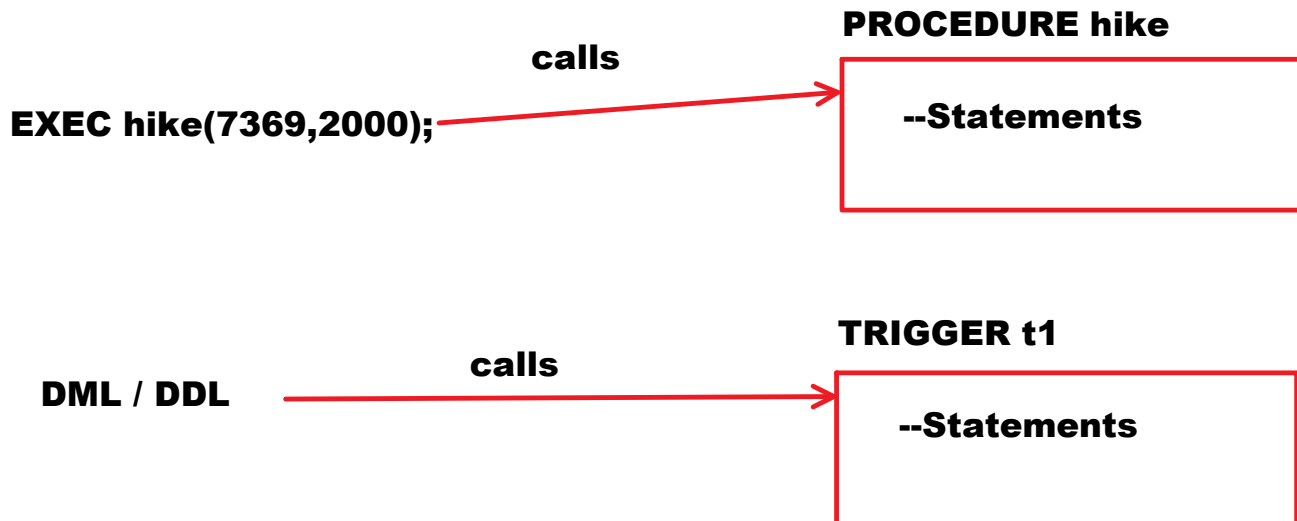 PROCEDURE hike
calls
EXEC hike(7369,2000);
--Statements
TRIGGER t1
calls
DML / DDL
--Statements